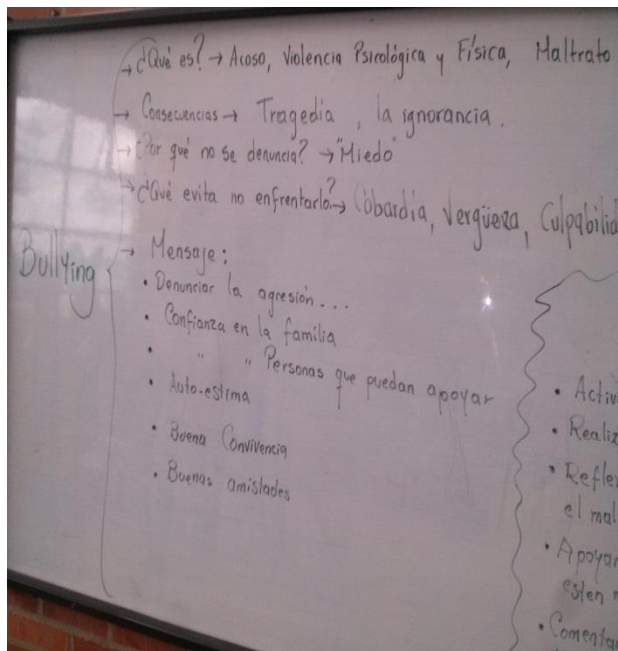 → ¿Qué es? → Acoso, Violencia Psicológica y Física, Maltrato
→ Consecuencias → Tragedia, la ignorancia.
→ ¿Por qué no se denuncia? → "Miedo"
→ ¿Qué evita no enfrentarlo? → Cobardía, Vergüenza, Culpabilid
Bullying
→ Mensaje:
• Denunciar la agresión...
• Confianza en la familia
• " " Personas que puedan apoyar
• Auto-estima
• Buena Convivencia
• Buenas amistades
• Activ
• Realiz
• Refle
el mal
• Apoyar
esten
• Comenta